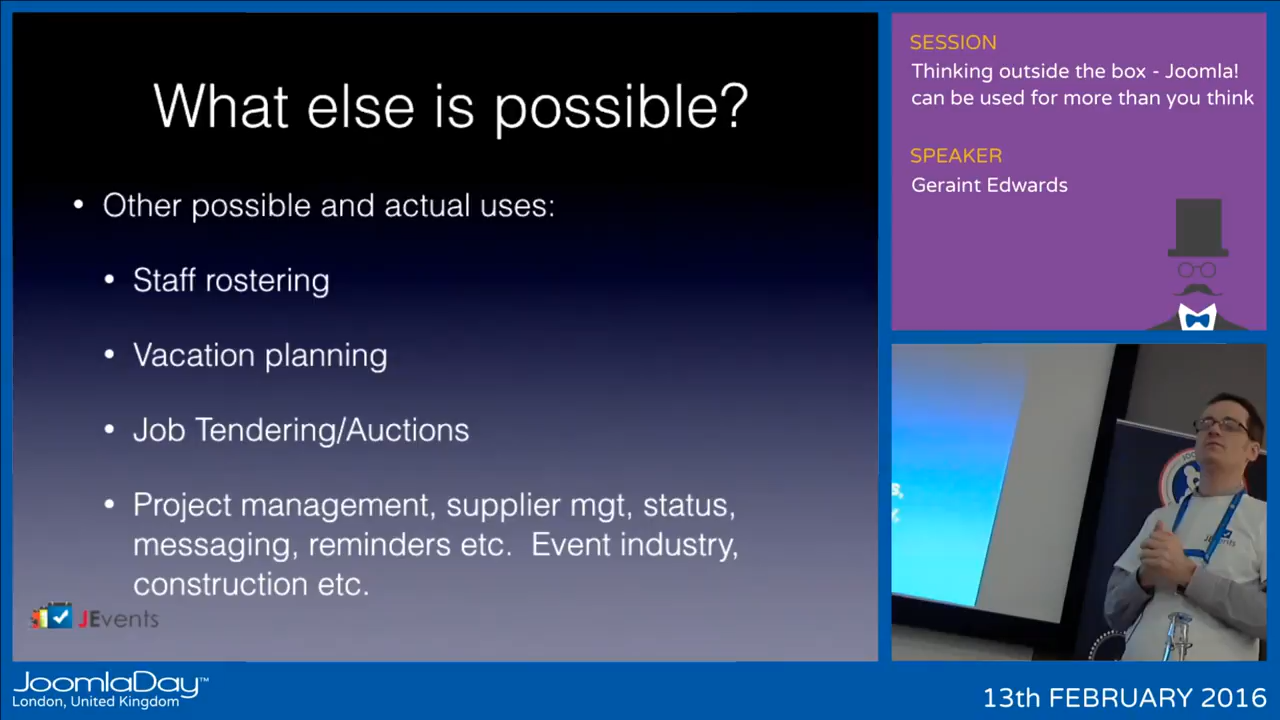 What else is possible?
• Other possible and actual uses:
• Staff rostering
• Vacation planning
• Job Tendering/Auctions
• Project management, supplier mgt, status,
messaging, reminders etc. Event industry,
construction etc.
JEvents
SESSION
Thinking outside the box - Joomla!
can be used for more than you think
SPEAKER
Geraint Edwards
JEvents
JoomlaDay™
London, United Kingdom
13th FEBRUARY 2016